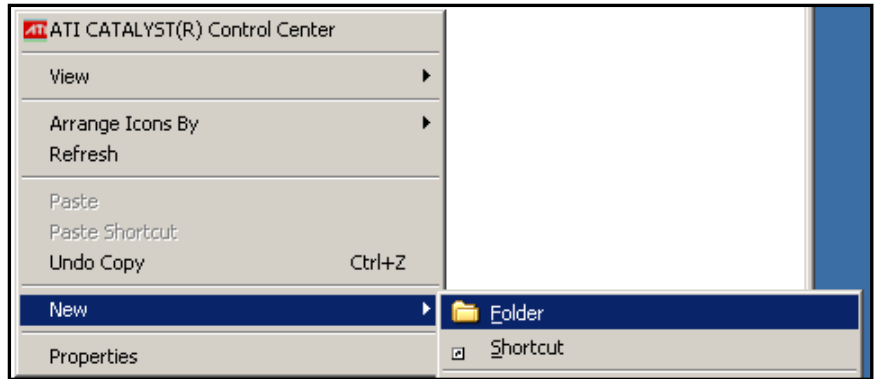 ATI ATI CATALYST(R) Control Center
View
Arrange Icons By
Refresh
Paste
Paste Shortcut
Undo Copy Ctrl+Z
New
Folder
Shortcut
Properties